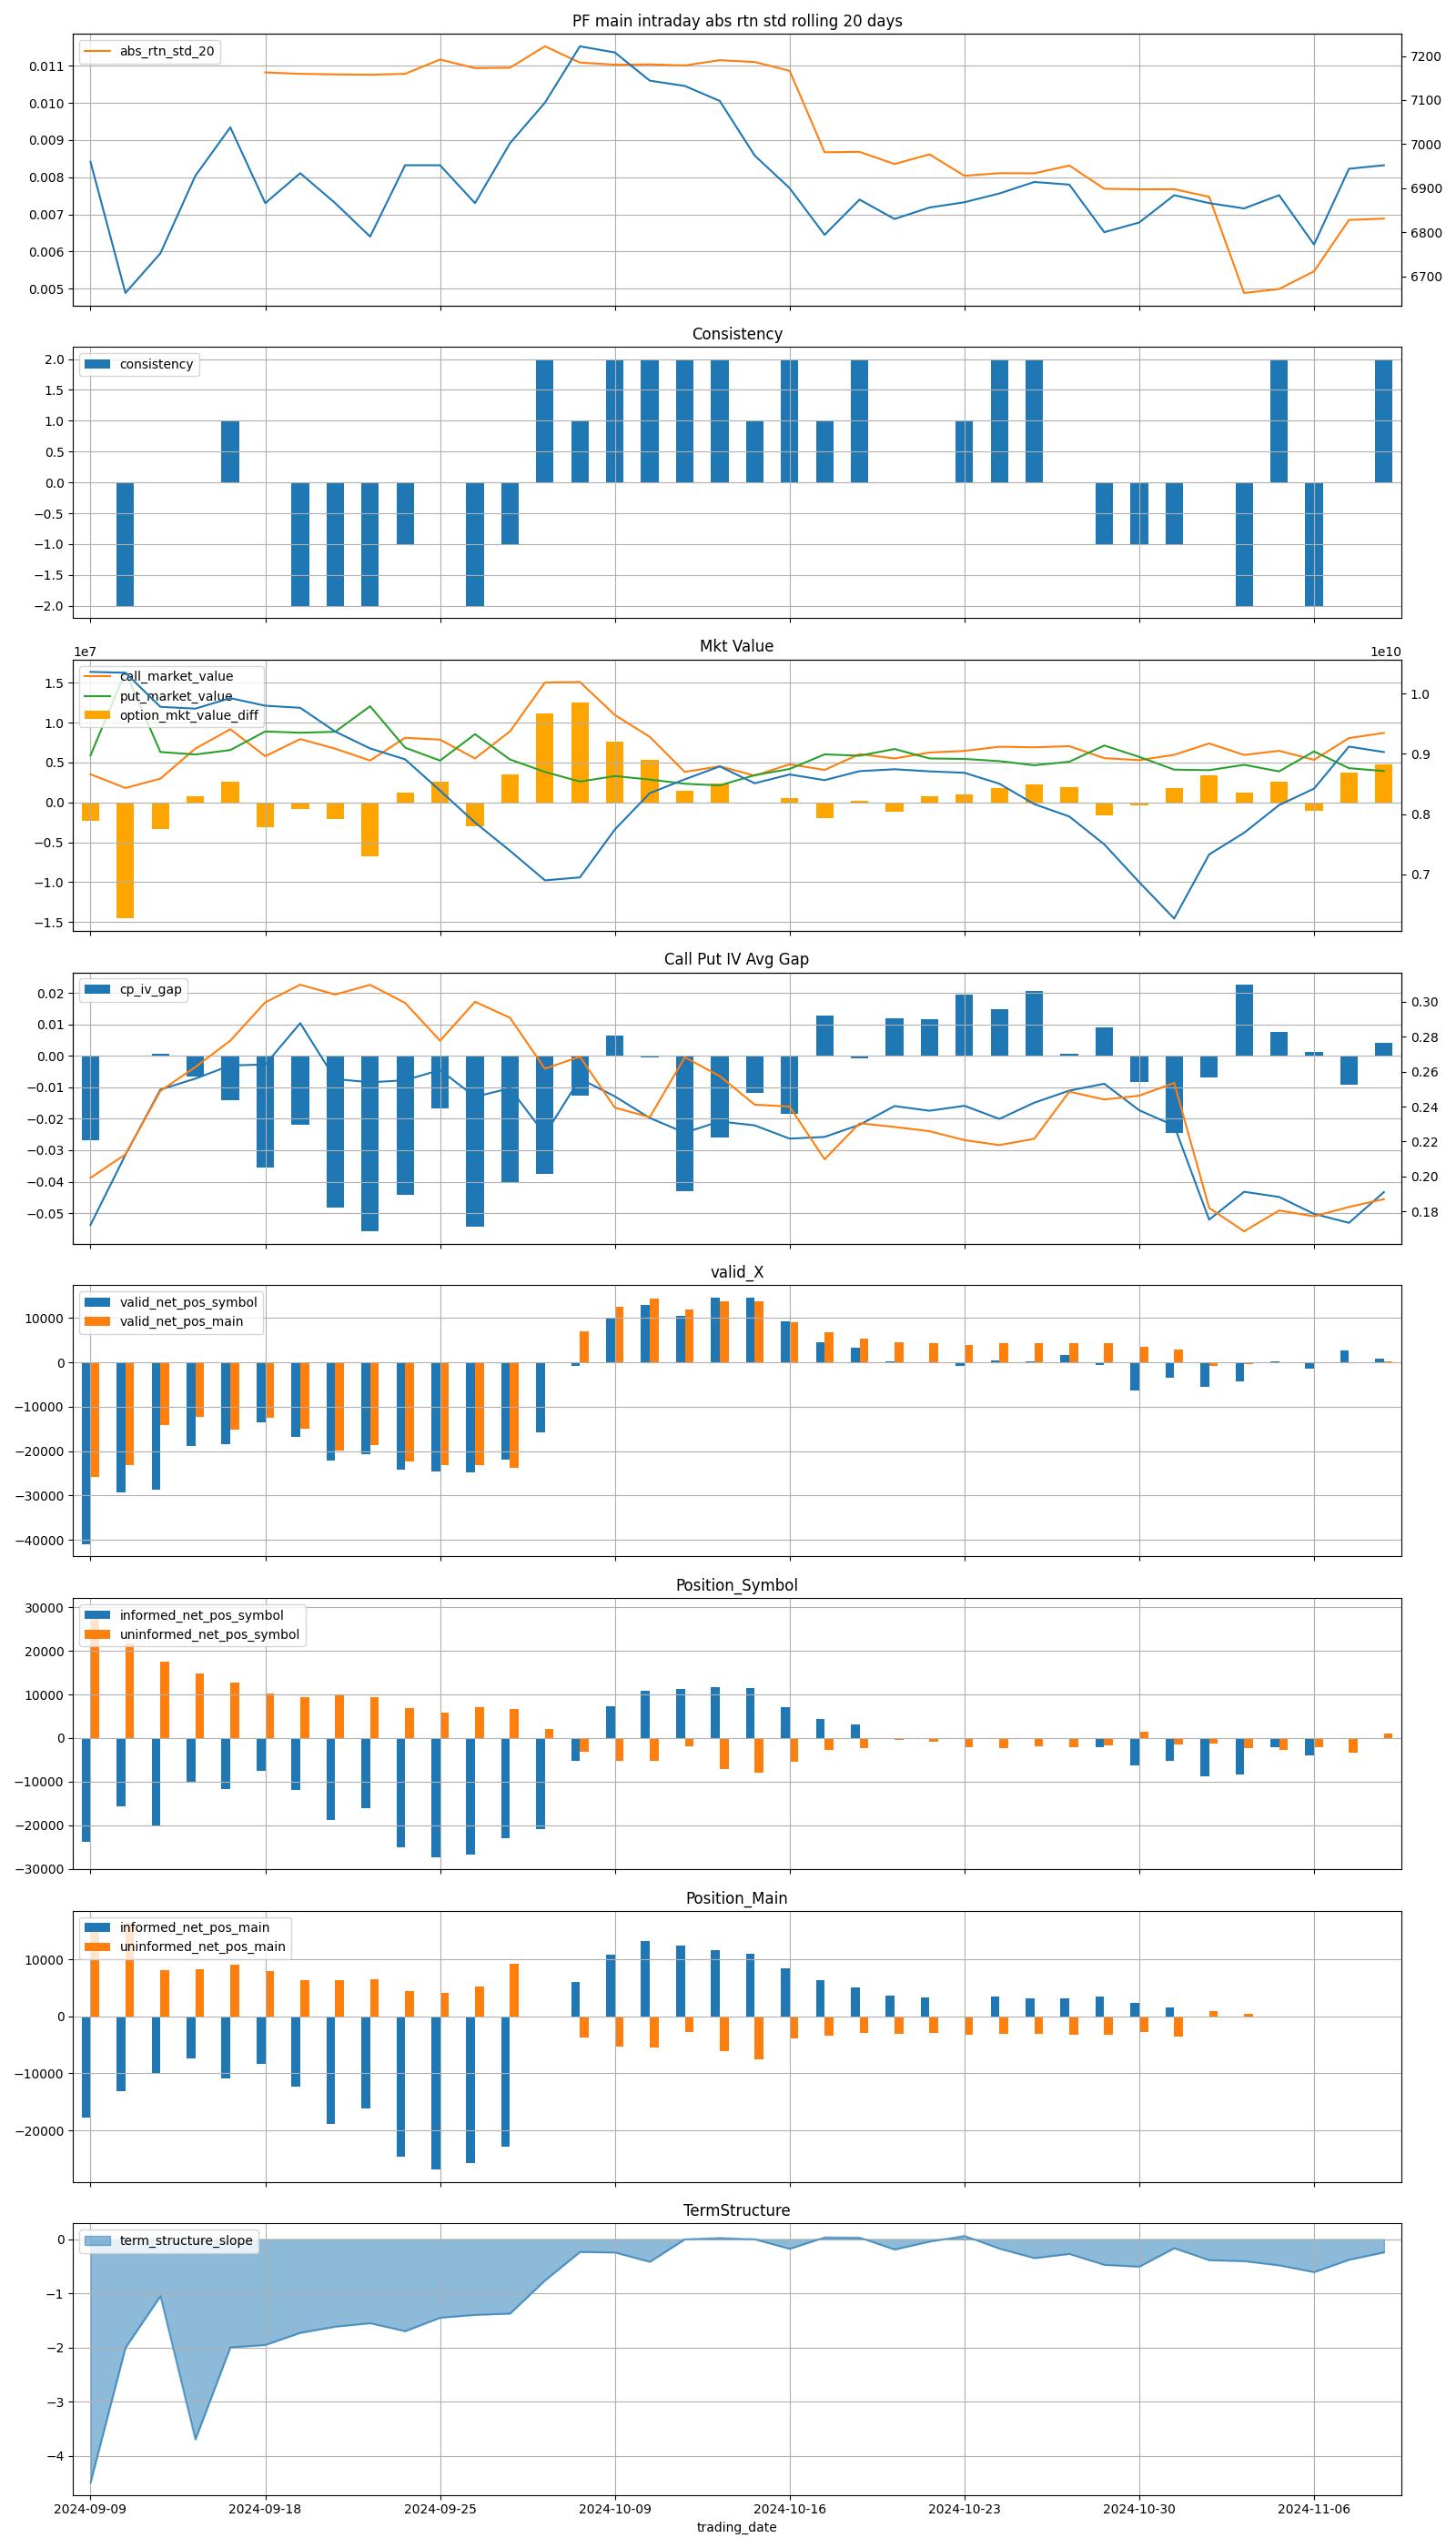 PF main intraday abs rtn std rolling 20 days
abs_rtn_std_20
0.011
0.010
0.009
0.008
0.007
0.006
0.005
7200
7100
7000
6900
6800
6700
Consistency
consistency
2.0
1.5
1.0
0.5
0.0
−0.5
−1.0
−1.5
−2.0
Mkt Value
1e7
1e10
call_market_value
put_market_value
option_mkt_value_diff
1.5
1.0
0.5
0.0
−0.5
−1.0
−1.5
1.0
0.9
0.8
0.7
Call Put IV Avg Gap
cp_iv_gap
0.02
0.01
0.00
−0.01
−0.02
−0.03
−0.04
−0.05
0.30
0.28
0.26
0.24
0.22
0.20
0.18
valid_X
valid_net_pos_symbol
valid_net_pos_main
10000
0
−10000
−20000
−30000
−40000
Position_Symbol
informed_net_pos_symbol
uninformed_net_pos_symbol
30000
20000
10000
0
−10000
−20000
−30000
Position_Main
informed_net_pos_main
uninformed_net_pos_main
10000
0
−10000
−20000
TermStructure
term_structure_slope
0
−1
−2
−3
−4
2024-09-09 2024-09-18 2024-09-25 2024-10-09 2024-10-16 2024-10-23 2024-10-30 2024-11-06
trading_date